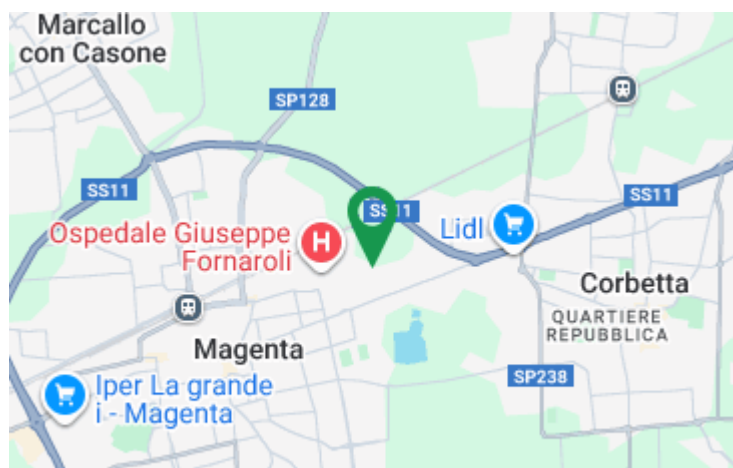 Marcallo
con Casone
SP128
SS11
SS11
SS11
Ospedale Giuseppe
Fornaroli
H
Lidl
Corbetta
QUARTIERE
REPUBBLICA
Magenta
SP238
Iper La grande
i - Magenta